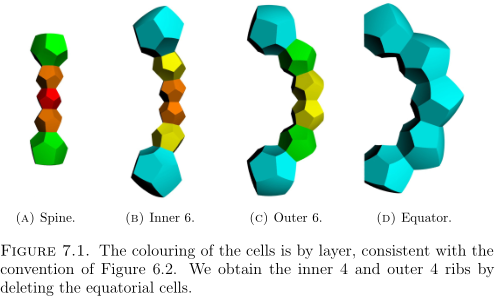 (A) Spine.
(B) Inner 6.
(C) Outer 6.
(D) Equator.
FIGURE 7.1. The colouring of the cells is by layer, consistent with the
convention of Figure 6.2. We obtain the inner 4 and outer 4 ribs by
deleting the equatorial cells.